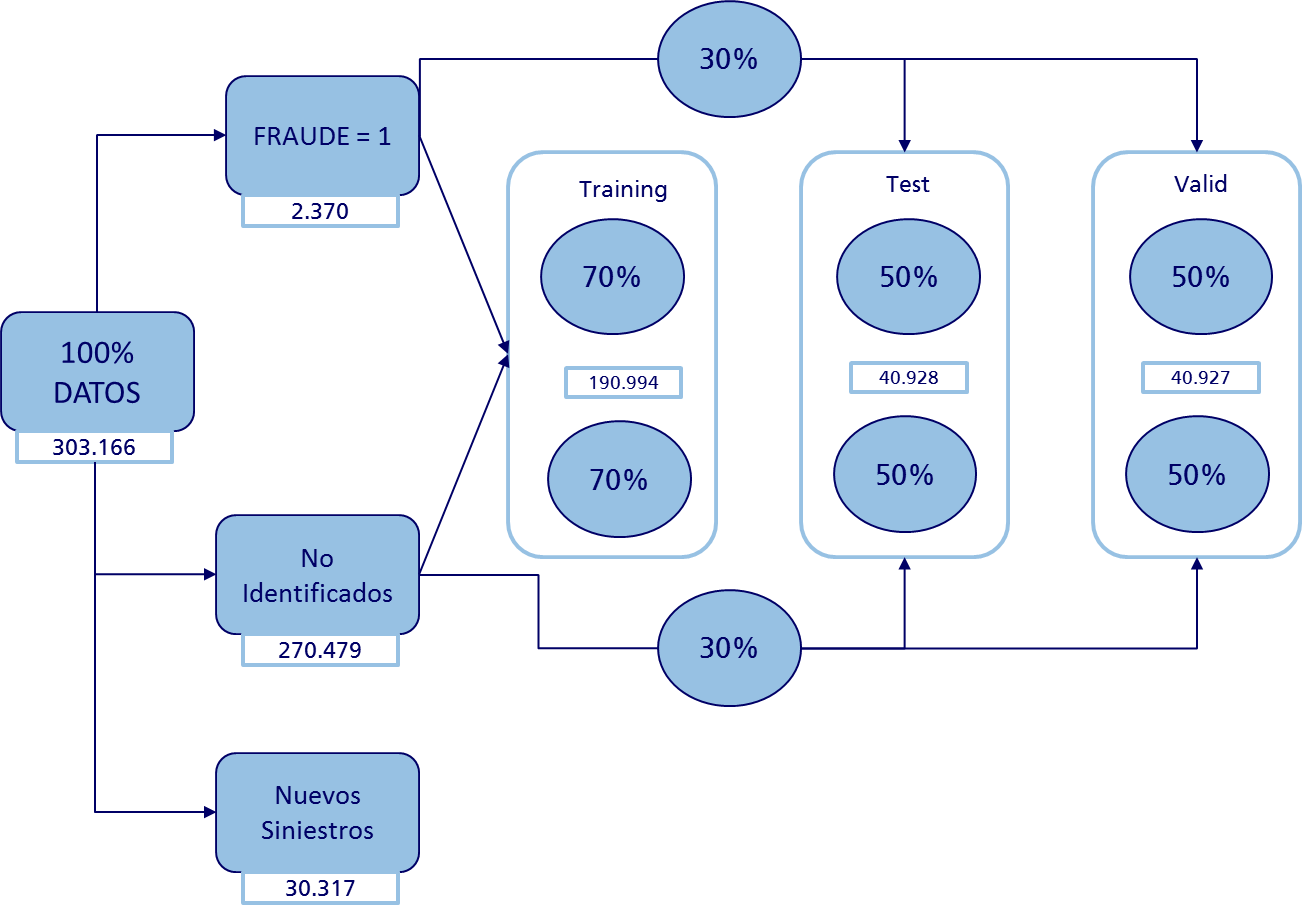 30%
FRAUDE = 1
2.370
Training
Test
Valid
70%
50%
50%
100%
DATOS
303.166
190.994
40.928
40.927
70%
50%
50%
No
Identificados
270.479
30%
Nuevos
Siniestros
30.317